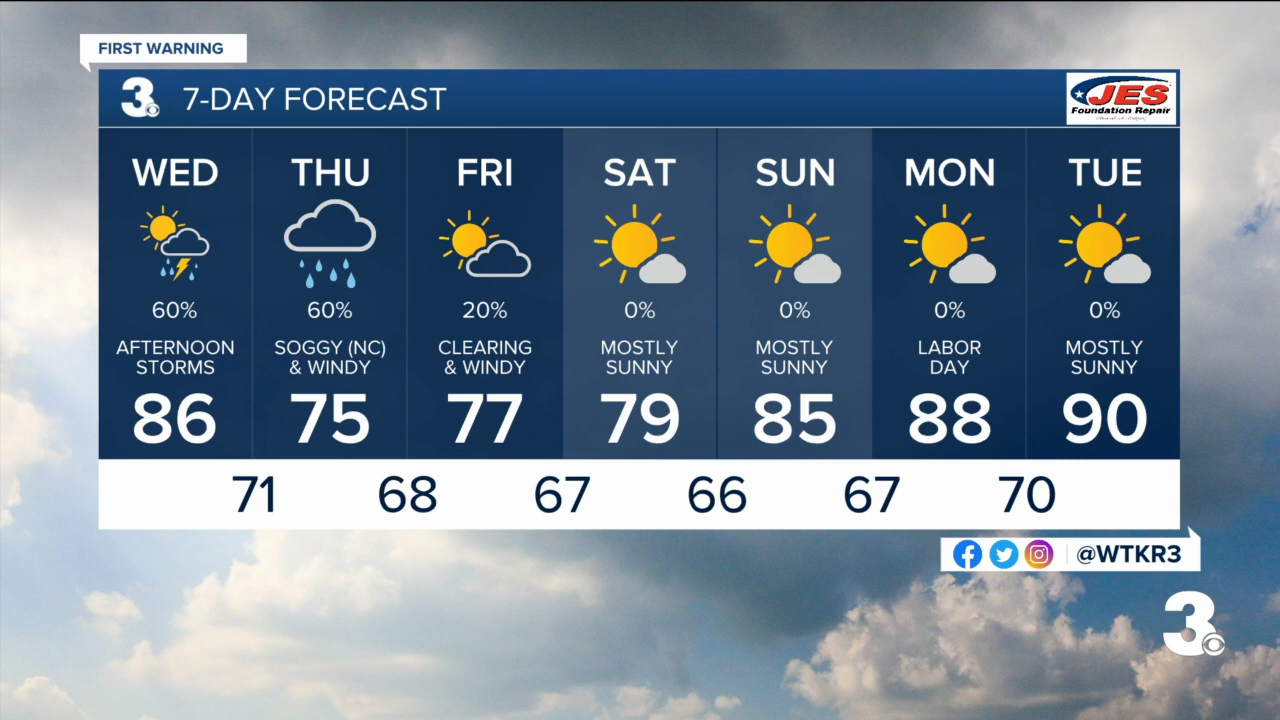 FIRST WARNING
3 7-DAY FORECAST
JES
Foundation Repair
WED THU FRI SAT SUN MON TUE
60% 60% 20% 0% 0% 0% 0%
AFTERNOON SOGGY (NC) CLEARING MOSTLY MOSTLY LABOR MOSTLY
STORMS & WINDY & WINDY SUNNY SUNNY DAY SUNNY
86 75 77 79 85 88 90
71 68 67 66 67 70
@WTKR3
3